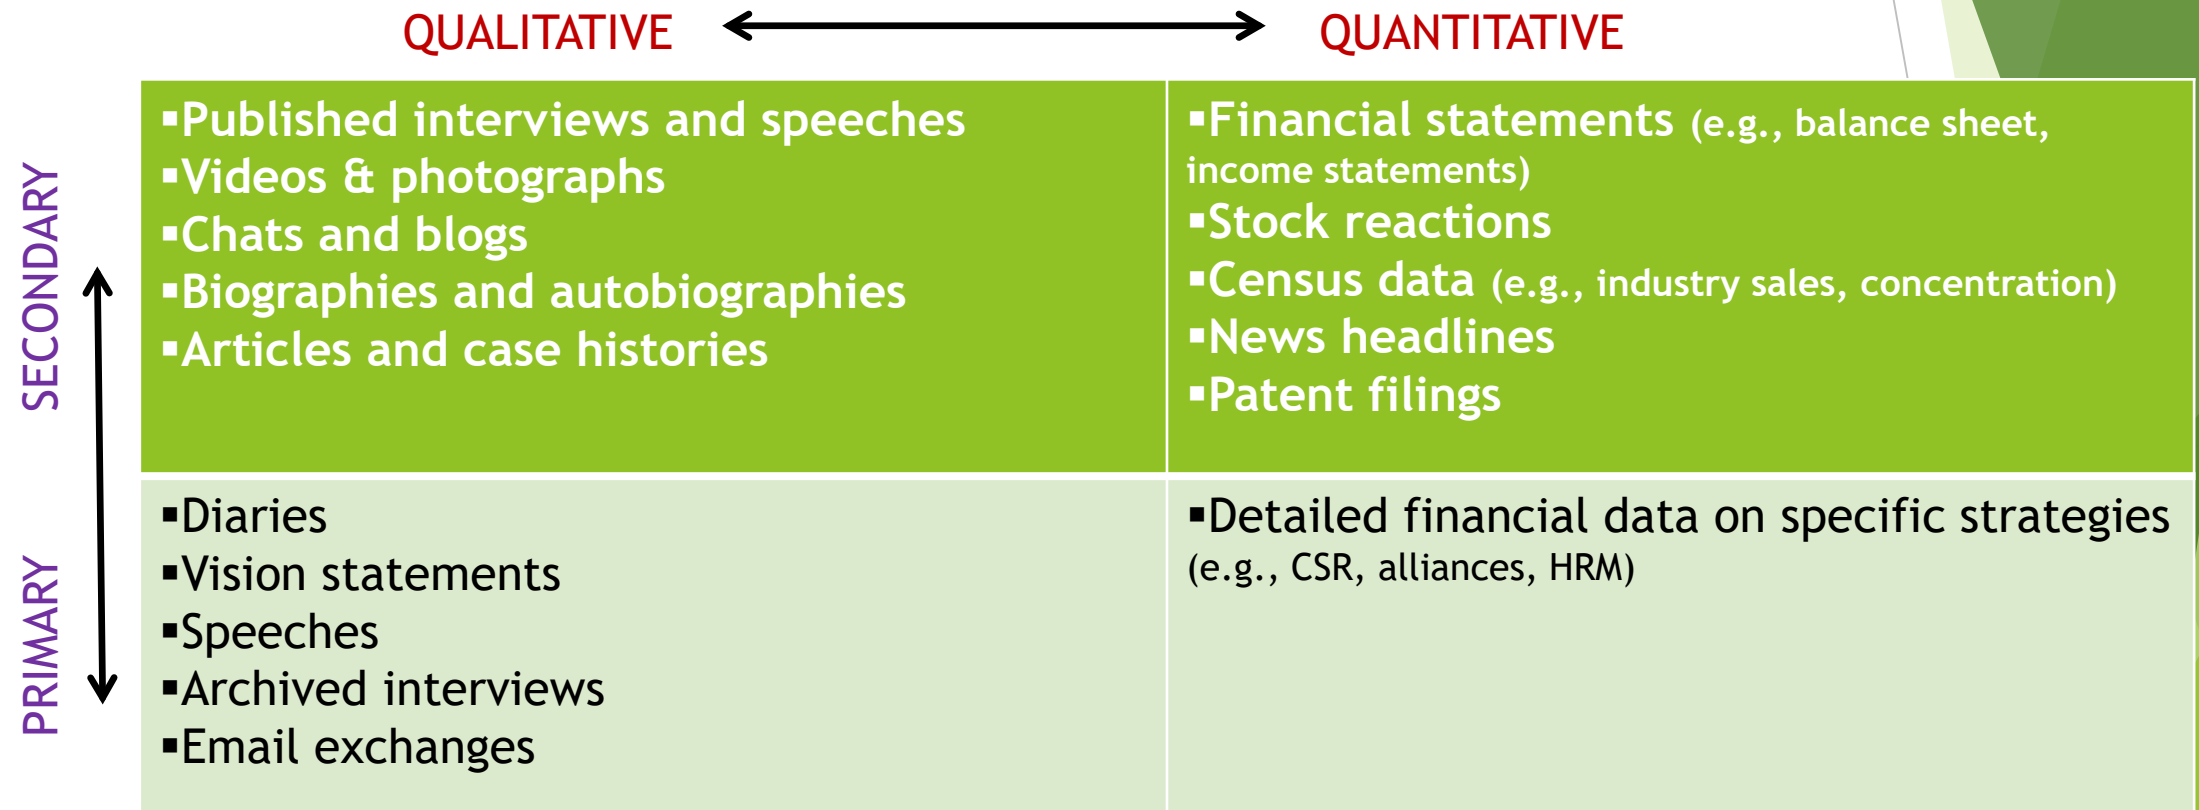 QUALITATIVE
QUANTITATIVE
SECONDARY
▪Published interviews and speeches
▪Videos & photographs
▪Chats and blogs
▪Biographies and autobiographies
▪Articles and case histories
▪Financial statements (e.g., balance sheet,
income statements)
▪Stock reactions
▪Census data (e.g., industry sales, concentration)
▪News headlines
▪Patent filings
PRIMARY
▪Diaries
▪Vision statements
▪Speeches
▪Archived interviews
▪Email exchanges
▪Detailed financial data on specific strategies
(e.g., CSR, alliances, HRM)